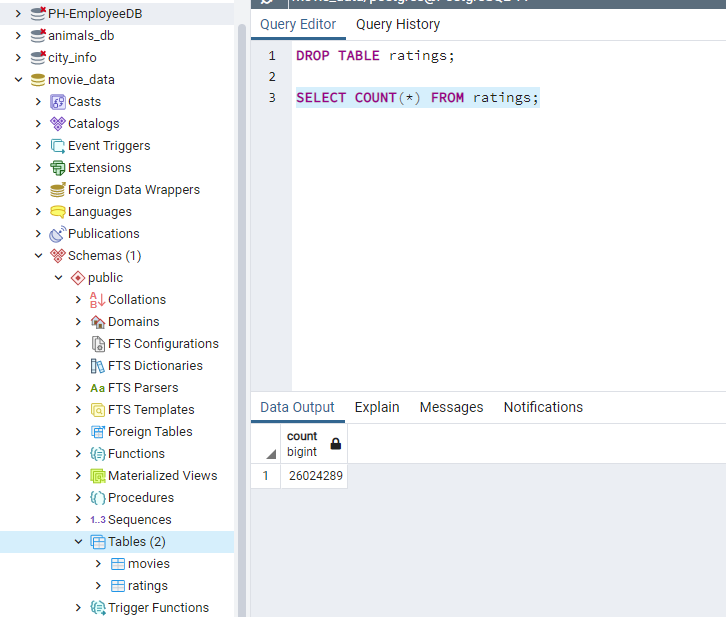 PH-EmployeeDB
animals_db
city_info
movie_data
Casts
Catalogs
Event Triggers
Extensions
Foreign Data Wrappers
Languages
Publications
Schemas (1)
public
Collations
Domains
FTS Configurations
FTS Dictionaries
Aa FTS Parsers
FTS Templates
Foreign Tables
Functions
Materialized Views
Procedures
1..3 Sequences
Tables (2)
movies
ratings
Trigger Functions
Query Editor Query History
1 DROP TABLE ratings;
2
3 SELECT COUNT(*) FROM ratings;
Data Output Explain Messages Notifications
count
bigint
1 26024289